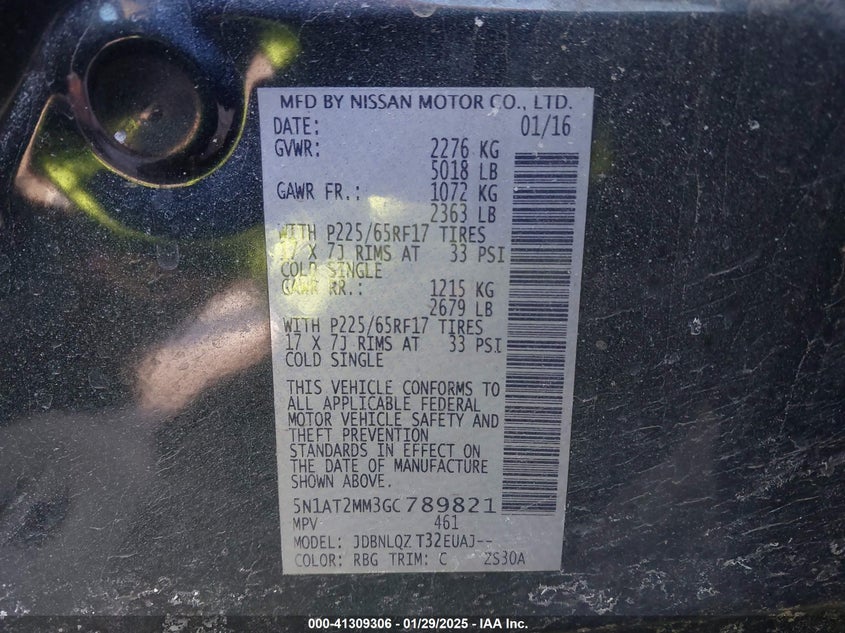 MFD BY NISSAN MOTOR CO., LTD.
DATE: 01/16
GVWR: 2276 KG
5018 LB
GAWR FR.: 1072 KG
2363 LB
WITH P225/65RF17 TIRES
17 X 7J RIMS AT 33 PSI
COLD SINGLE
GAWR RR.: 1215 KG
2679 LB
WITH P225/65RF17 TIRES
17 X 7J RIMS AT 33 PSI
COLD SINGLE
THIS VEHICLE CONFORMS TO
ALL APPLICABLE FEDERAL
MOTOR VEHICLE SAFETY AND
THEFT PREVENTION
STANDARDS IN EFFECT ON
THE DATE OF MANUFACTURE
SHOWN ABOVE.
5N1AT2MM3GC789821
MPV 461
MODEL: JDBNLQZ T32EUAJ--
COLOR: RBG TRIM: C ZS30A
000-41309306 - 01/29/2025 - IAA Inc.